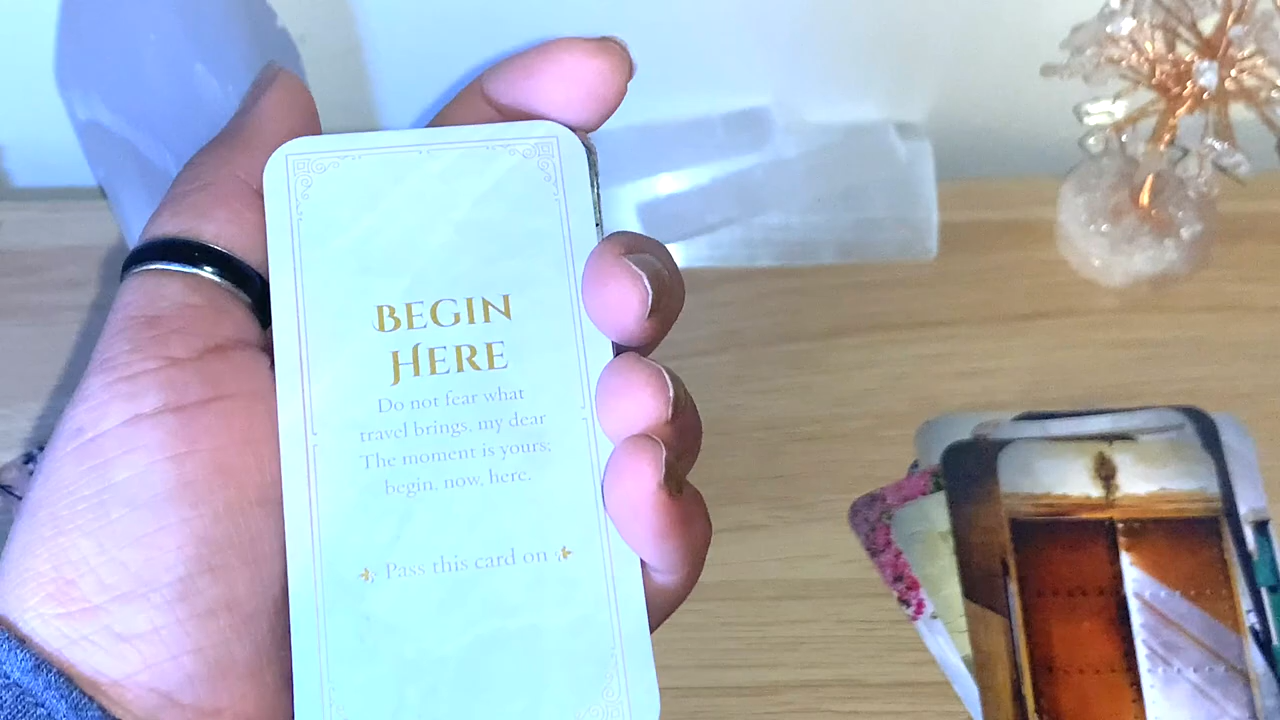 BEGIN
HERE
Do not fear what
travel brings, my dear
The moment is yours;
begin, now, here.
Pass this card on